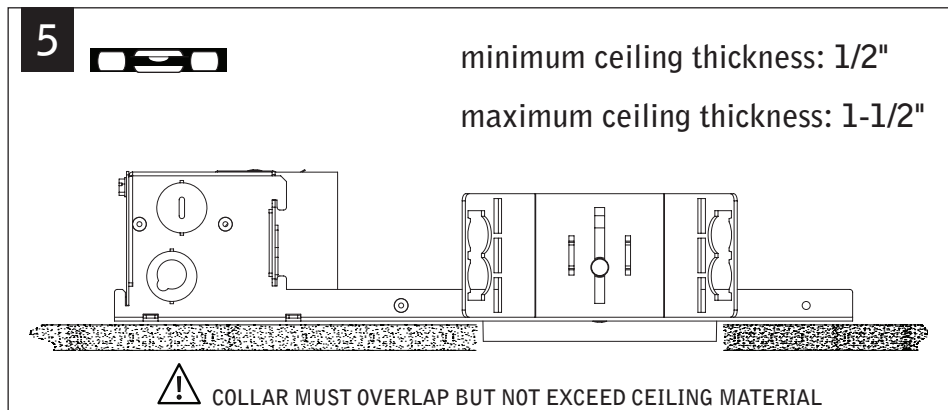 5
minimum ceiling thickness: 1/2"
maximum ceiling thickness: 1-1/2"
COLLAR MUST OVERLAP BUT NOT EXCEED CEILING MATERIAL